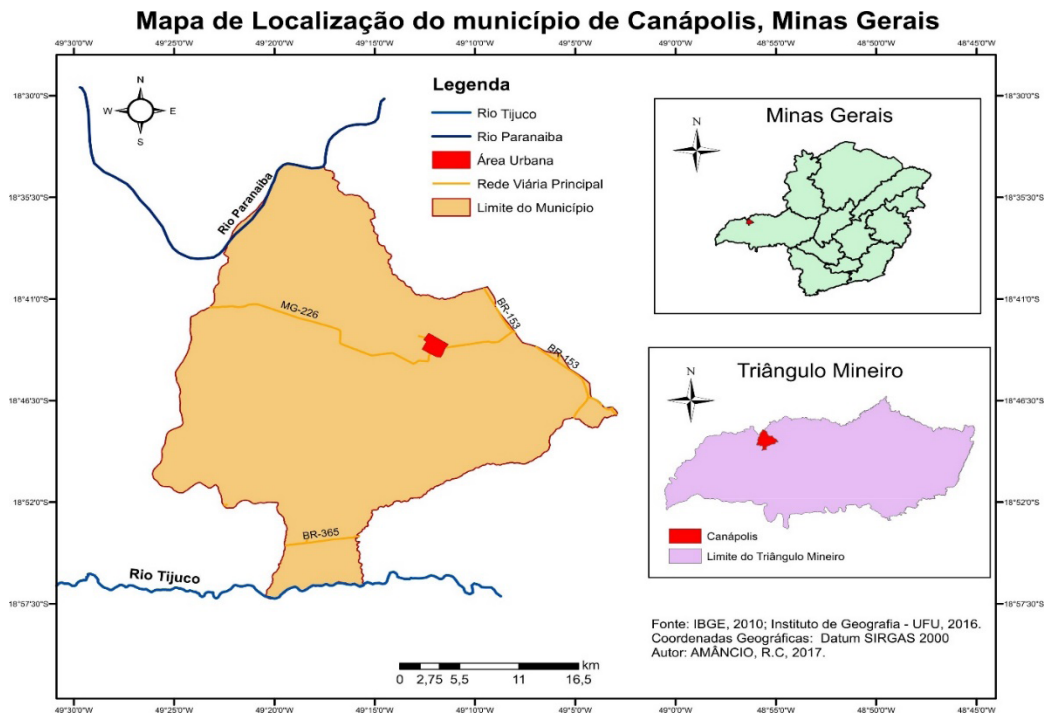 Mapa de Localização do município de Canápolis, Minas Gerais
49°30'0"W 49°25'0"W 49°20'0"W 49°15'0"W 49°10'0"W 49°5'0"W 49°0'0"W 48°55'0"W 48°50'0"W 48°45'0"W
N
W E
S
Legenda
Rio Tijuco
Rio Paranaiba
Área Urbana
Rede Viária Principal
Limite do Município
18°30'0"S
18°35'30"S
18°41'0"S
18°46'30"S
18°52'0"S
18°57'30"S
Rio Paranaiba
MG-226
BR-153
BR-153
BR-365
Rio Tijuco
Minas Gerais
N
18°30'0"S
18°35'30"S
18°41'0"S
18°46'30"S
18°52'0"S
18°57'30"S
Triângulo Mineiro
N
Canápolis
Limite do Triângulo Mineiro
Fonte: IBGE, 2010; Instituto de Geografia - UFU, 2016.
Coordenadas Geográficas: Datum SIRGAS 2000
Autor: AMÂNCIO, R.C, 2017.
km
0 2,75 5,5 11 16,5
49°30'0"W 49°25'0"W 49°20'0"W 49°15'0"W 49°10'0"W 49°5'0"W 49°0'0"W 48°55'0"W 48°50'0"W 48°45'0"W